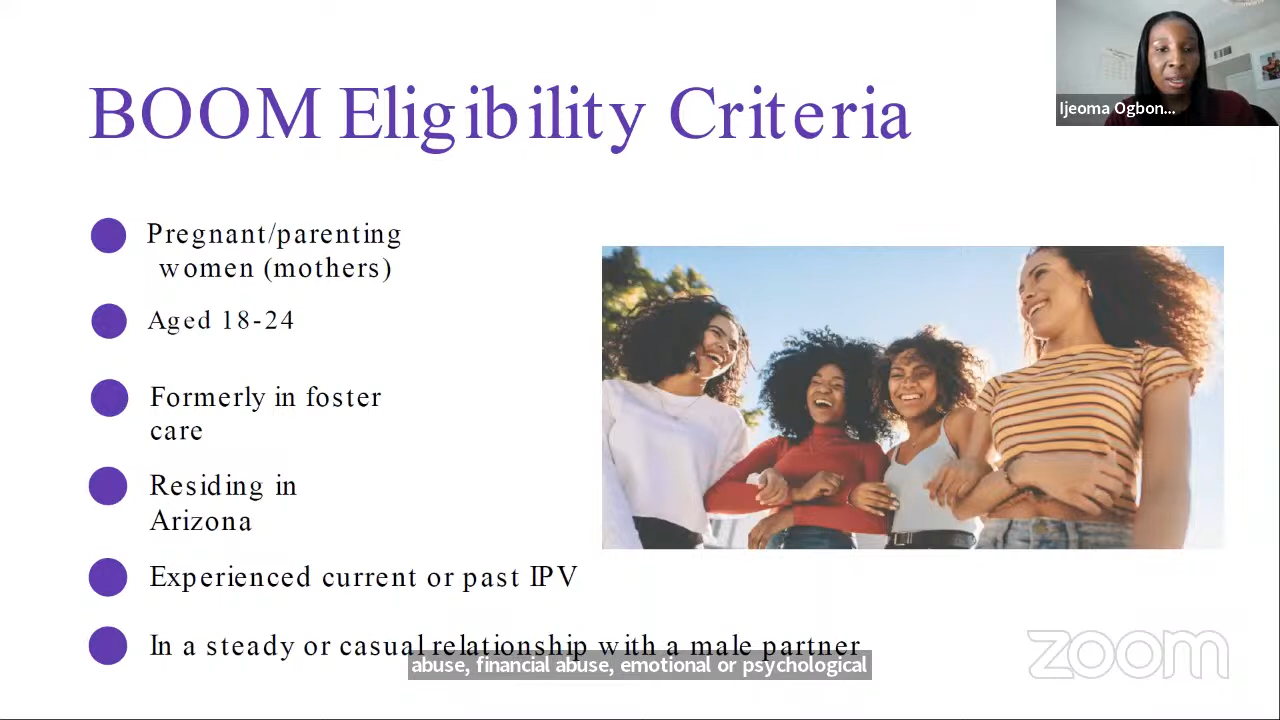 BOOM Eligibility Criteria
Ijeoma Ogbon...
Pregnant/parenting
women (mothers)
Aged 18-24
Formerly in foster
care
Residing in
Arizona
Experienced current or past IPV
In a steady or casual relationship with a male partner
abuse, financial abuse, emotional or psychological
zoom